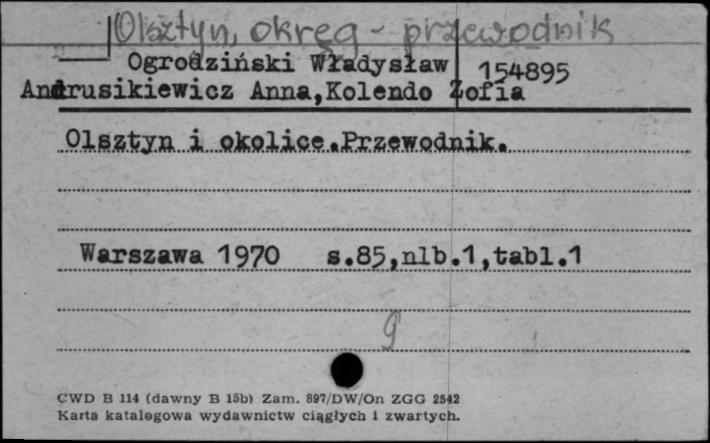 Olsztyn, okręg - przewodnik
Ogrodziński Władysław 154895
Andrusikiewicz Anna,Kolendo Zofia
Olsztyn i okolice.Przewodnik.
Warszawa 1970 s.85,nlb.1,tabl.1
g
CWD B 114 (dawny B 15b) Zam. 897/DW/On ZGG 2542
Karta katalogowa wydawnictw ciągłych i zwartych.